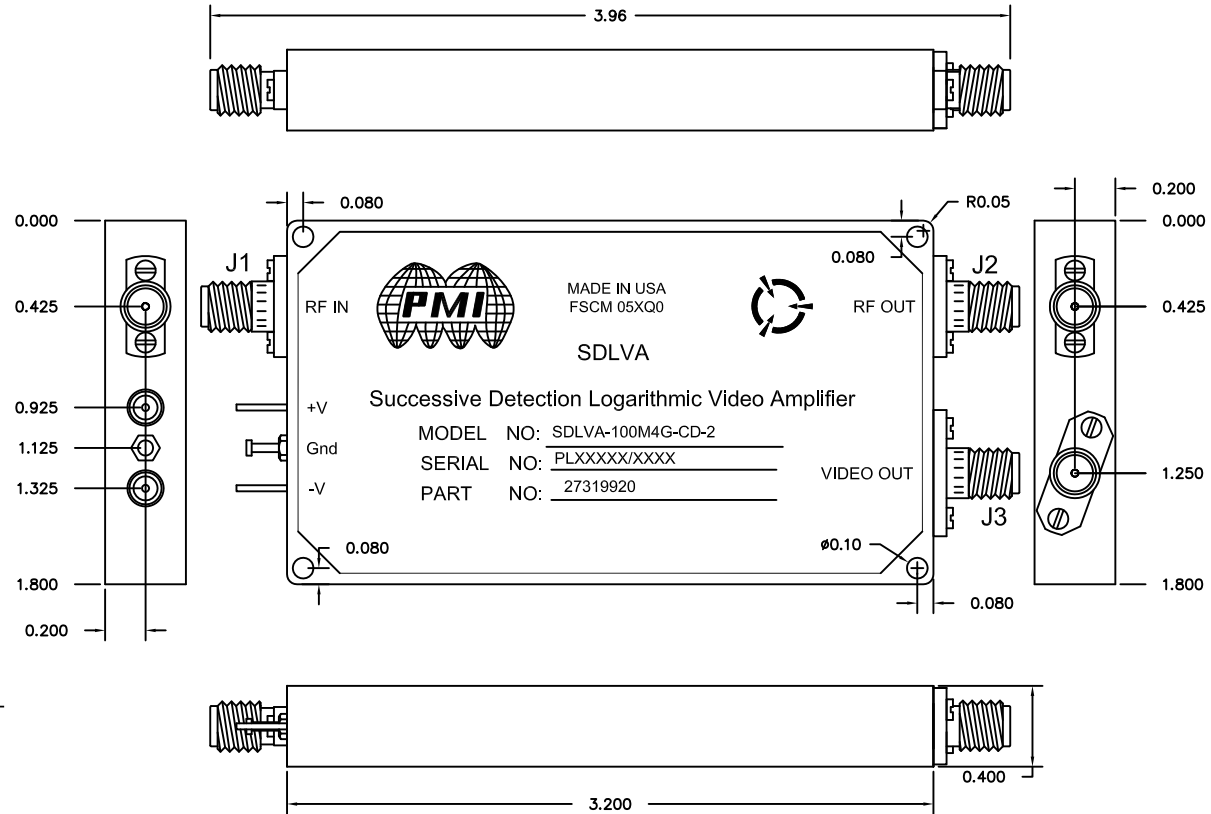 3.96
0.080
R0.05
0.200
0.000
0.000
0.080
J1
J2
MADE IN USA
FSCM 05XQ0
PMI
RF IN
RF OUT
0.425
0.425
SDLVA
Successive Detection Logarithmic Video Amplifier
0.925
+V
MODEL NO: SDLVA-100M4G-CD-2
1.125
Gnd
SERIAL NO: PLXXXXX/XXXX
VIDEO OUT
1.250
1.325
-V
PART NO: 27319920
J3
0.080
ø0.10
1.800
1.800
0.080
0.200
0.400
3.200